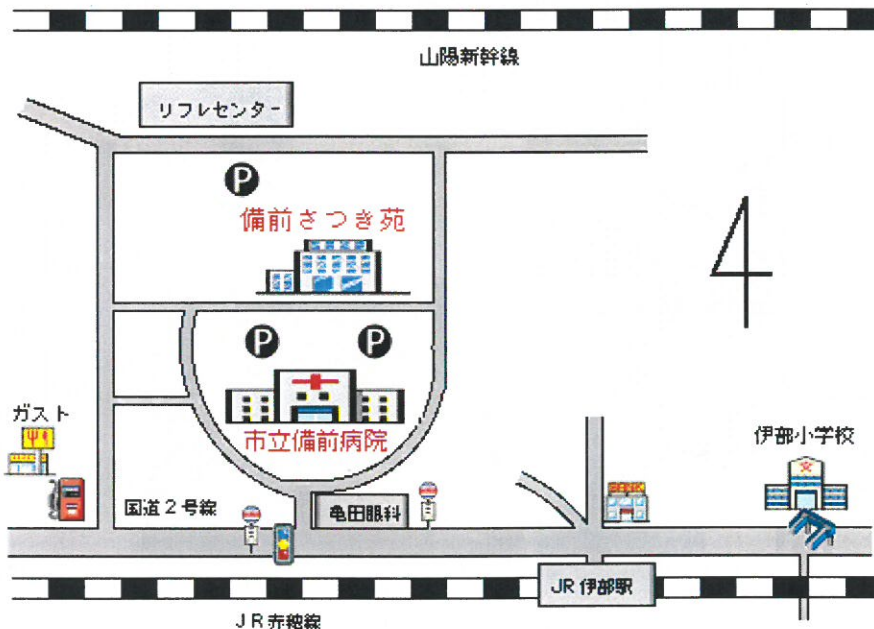 山陽新幹線
リフレセンター
P
備前さつき苑
P
P
ガスト
市立備前病院
伊部小学校
BANK
国道2号線
亀田眼科
JR伊部駅
JR赤穂線